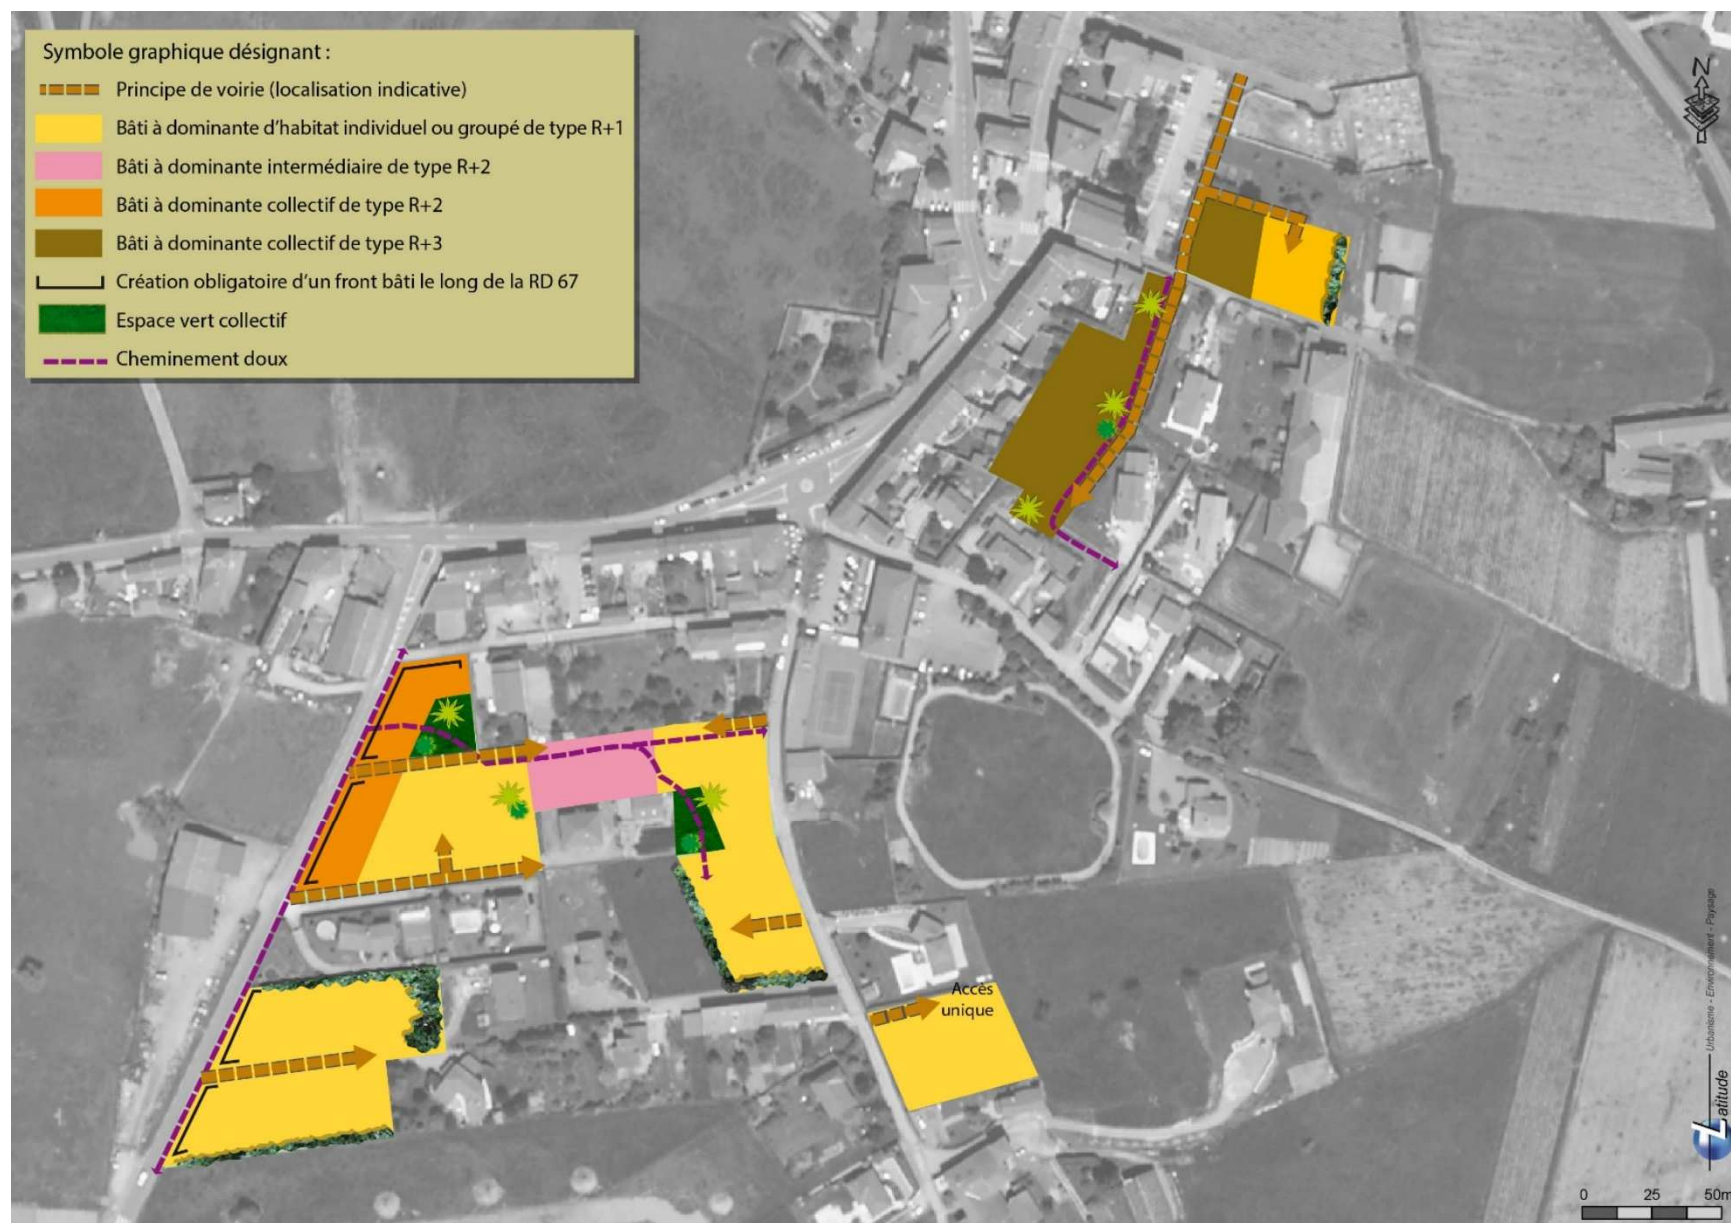 Symbole graphique désignant :
Principe de voirie (localisation indicative)
Bâti à dominante d'habitat individuel ou groupé de type R+1
Bâti à dominante intermédiaire de type R+2
Bâti à dominante collectif de type R+2
Bâti à dominante collectif de type R+3
Création obligatoire d'un front bâti le long de la RD 67
Espace vert collectif
Cheminement doux
N
Accès
unique
Latitude
Urbanisme - Environnement - Paysage
0 25 50m